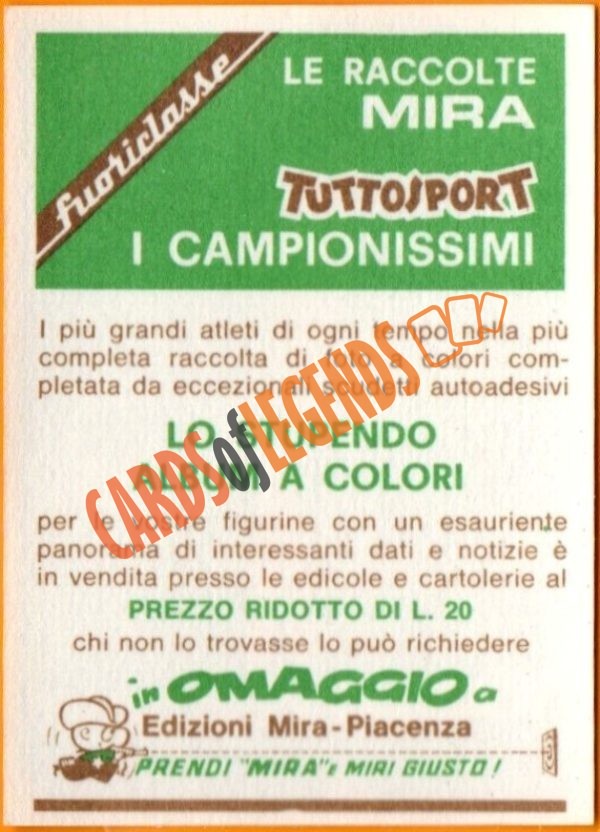 fuoriclasse
LE RACCOLTE
MIRA
TUTTOSPORT
I CAMPIONISSIMI
I più grandi atleti di ogni tempo nella più
completa raccolta di foto a colori com-
pletata da eccezionali scudetti autoadesivi
LO STUPENDO
ALBUM A COLORI
per le vostre figurine con un esauriente
panorama di interessanti dati e notizie è
in vendita presso le edicole e cartolerie al
PREZZO RIDOTTO DI L. 20
chi non lo trovasse lo può richiedere
in OMAGGIO a
Edizioni Mira-Piacenza
PRENDI "MIRA" e MIRI GIUSTO!
CARDS of LEGENDS